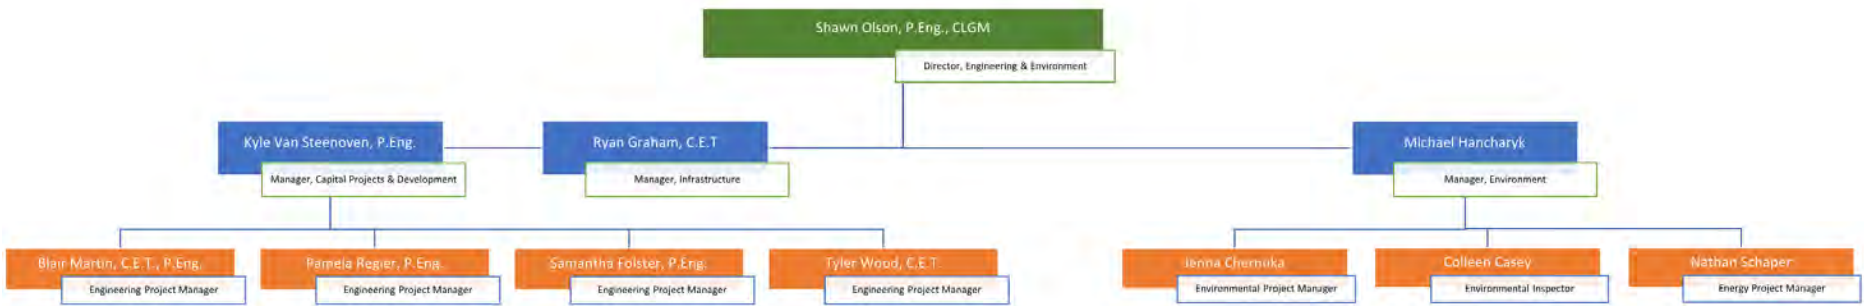 Shawn Olson, P.Eng., CLGM
Director, Engineering & Environment
Kyle Van Steenoven, P.Eng.
Manager, Capital Projects & Development
Ryan Graham, C.E.T
Manager, Infrastructure
Michael Hancharyk
Manager, Environment
Blair Martin, C.E.T., P.Eng.
Engineering Project Manager
Pamela Regier, P.Eng.
Engineering Project Manager
Samantha Folster, P.Eng.
Engineering Project Manager
Tyler Wood, C.E.T.
Engineering Project Manager
Jenna Chernuka
Environmental Project Manager
Colleen Casey
Environmental Inspector
Nathan Schaper
Energy Project Manager